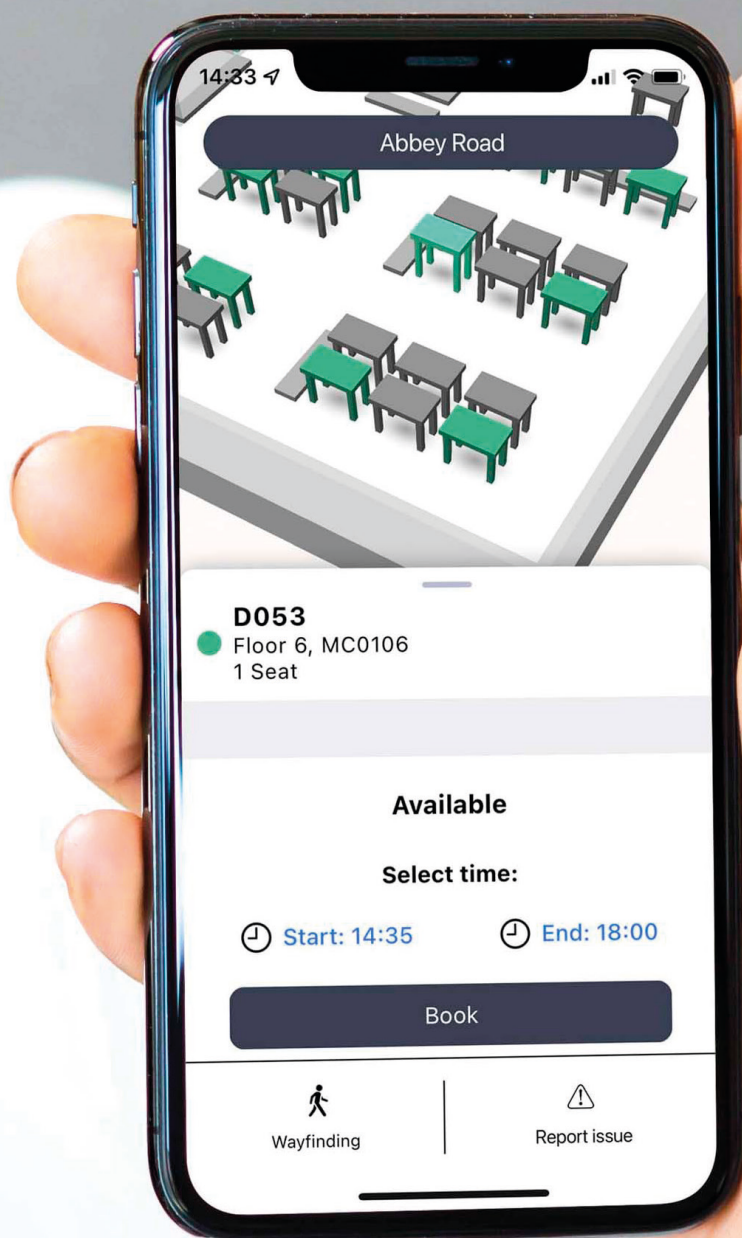 14:33
Abbey Road
D053
Floor 6, MC0106
1 Seat
Available
Select time:
Start: 14:35
End: 18:00
Book
Wayfinding
Report issue